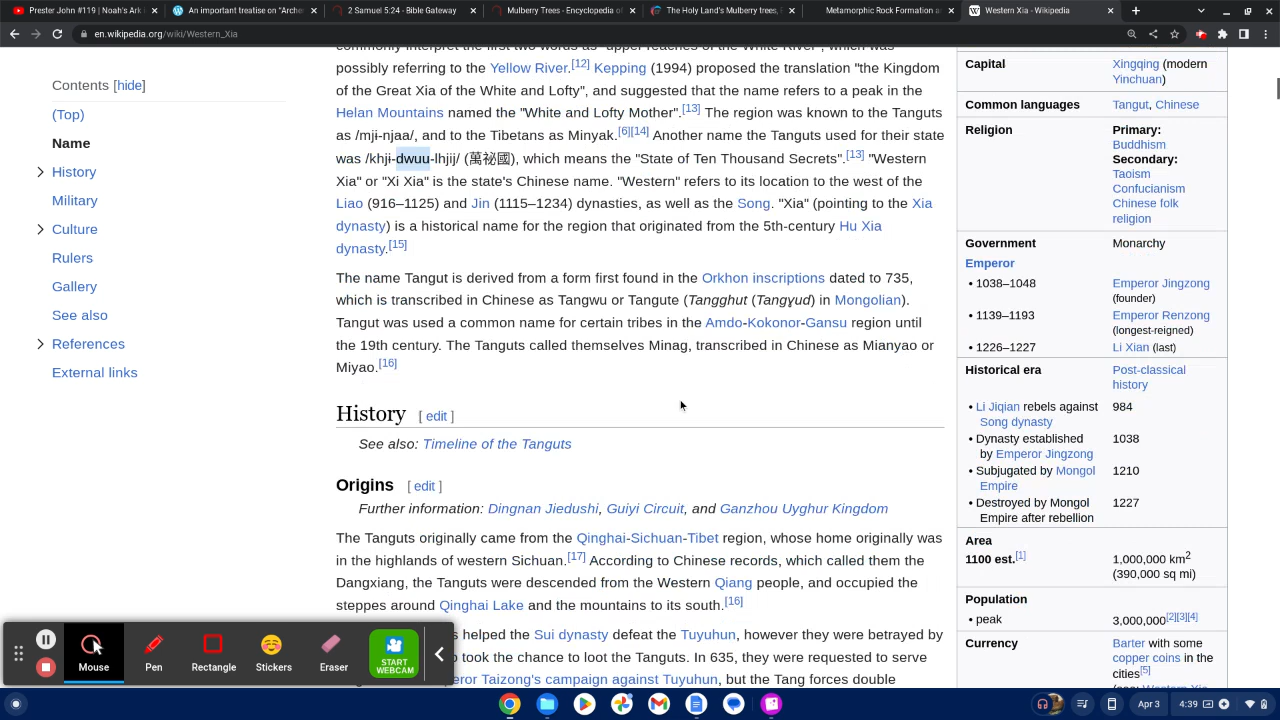 Prester John #119 | Noah's Ark
An important treatise on "Archer
2 Samuel 5:24 - Bible Gateway
Mulberry Trees - Encyclopedia of
The Holy Land's Mulberry trees, E
Metamorphic Rock Formation a
Western Xia - Wikipedia
en.wikipedia.org/wiki/Western_Xia
Contents [hide]
(Top)
Name
History
Military
Culture
Rulers
Gallery
See also
References
External links
commonly interpret the first two words as "upper reaches of the White River", which was
possibly referring to the Yellow River.[12] Kepping (1994) proposed the translation "the Kingdom
of the Great Xia of the White and Lofty", and suggested that the name refers to a peak in the
Helan Mountains named the "White and Lofty Mother".[13] The region was known to the Tanguts
as /mji-njaa/, and to the Tibetans as Minyak.[6][14] Another name the Tanguts used for their state
was /khjɨ-dwuu-lhjij/ (萬祕國), which means the "State of Ten Thousand Secrets".[13] "Western
Xia" or "Xi Xia" is the state's Chinese name. "Western" refers to its location to the west of the
Liao (916–1125) and Jin (1115–1234) dynasties, as well as the Song. "Xia" (pointing to the Xia
dynasty) is a historical name for the region that originated from the 5th-century Hu Xia
dynasty.[15]
The name Tangut is derived from a form first found in the Orkhon inscriptions dated to 735,
which is transcribed in Chinese as Tangwu or Tangute (Tangghut (Tangɣud) in Mongolian).
Tangut was used a common name for certain tribes in the Amdo-Kokonor-Gansu region until
the 19th century. The Tanguts called themselves Minag, transcribed in Chinese as Mianyao or
Miyao.[16]
History [ edit ]
See also: Timeline of the Tanguts
Origins [ edit ]
Further information: Dingnan Jiedushi, Guiyi Circuit, and Ganzhou Uyghur Kingdom
The Tanguts originally came from the Qinghai-Sichuan-Tibet region, whose home originally was
in the highlands of western Sichuan.[17] According to Chinese records, which called them the
Dangxiang, the Tanguts were descended from the Western Qiang people, and occupied the
steppes around Qinghai Lake and the mountains to its south.[16]
helped the Sui dynasty defeat the Tuyuhun, however they were betrayed by
took the chance to loot the Tanguts. In 635, they were requested to serve
Taizong's campaign against Tuyuhun, but the Tang forces double
Capital Xingqing (modern
Yinchuan)
Common languages Tangut, Chinese
Religion Primary:
Buddhism
Secondary:
Taoism
Confucianism
Chinese folk
religion
Government Monarchy
Emperor
• 1038–1048 Emperor Jingzong
(founder)
• 1139–1193 Emperor Renzong
(longest-reigned)
• 1226–1227 Li Xian (last)
Historical era Post-classical
history
• Li Jiqian rebels against 984
Song dynasty
• Dynasty established 1038
by Emperor Jingzong
• Subjugated by Mongol 1210
Empire
• Destroyed by Mongol 1227
Empire after rebellion
Area
1100 est.[1] 1,000,000 km2
(390,000 sq mi)
Population
• peak 3,000,000[2][3][4]
Currency Barter with some
copper coins in the
cities[5]
Mouse
Pen
Rectangle
Stickers
Eraser
START
WEBCAM
Apr 3
4:39